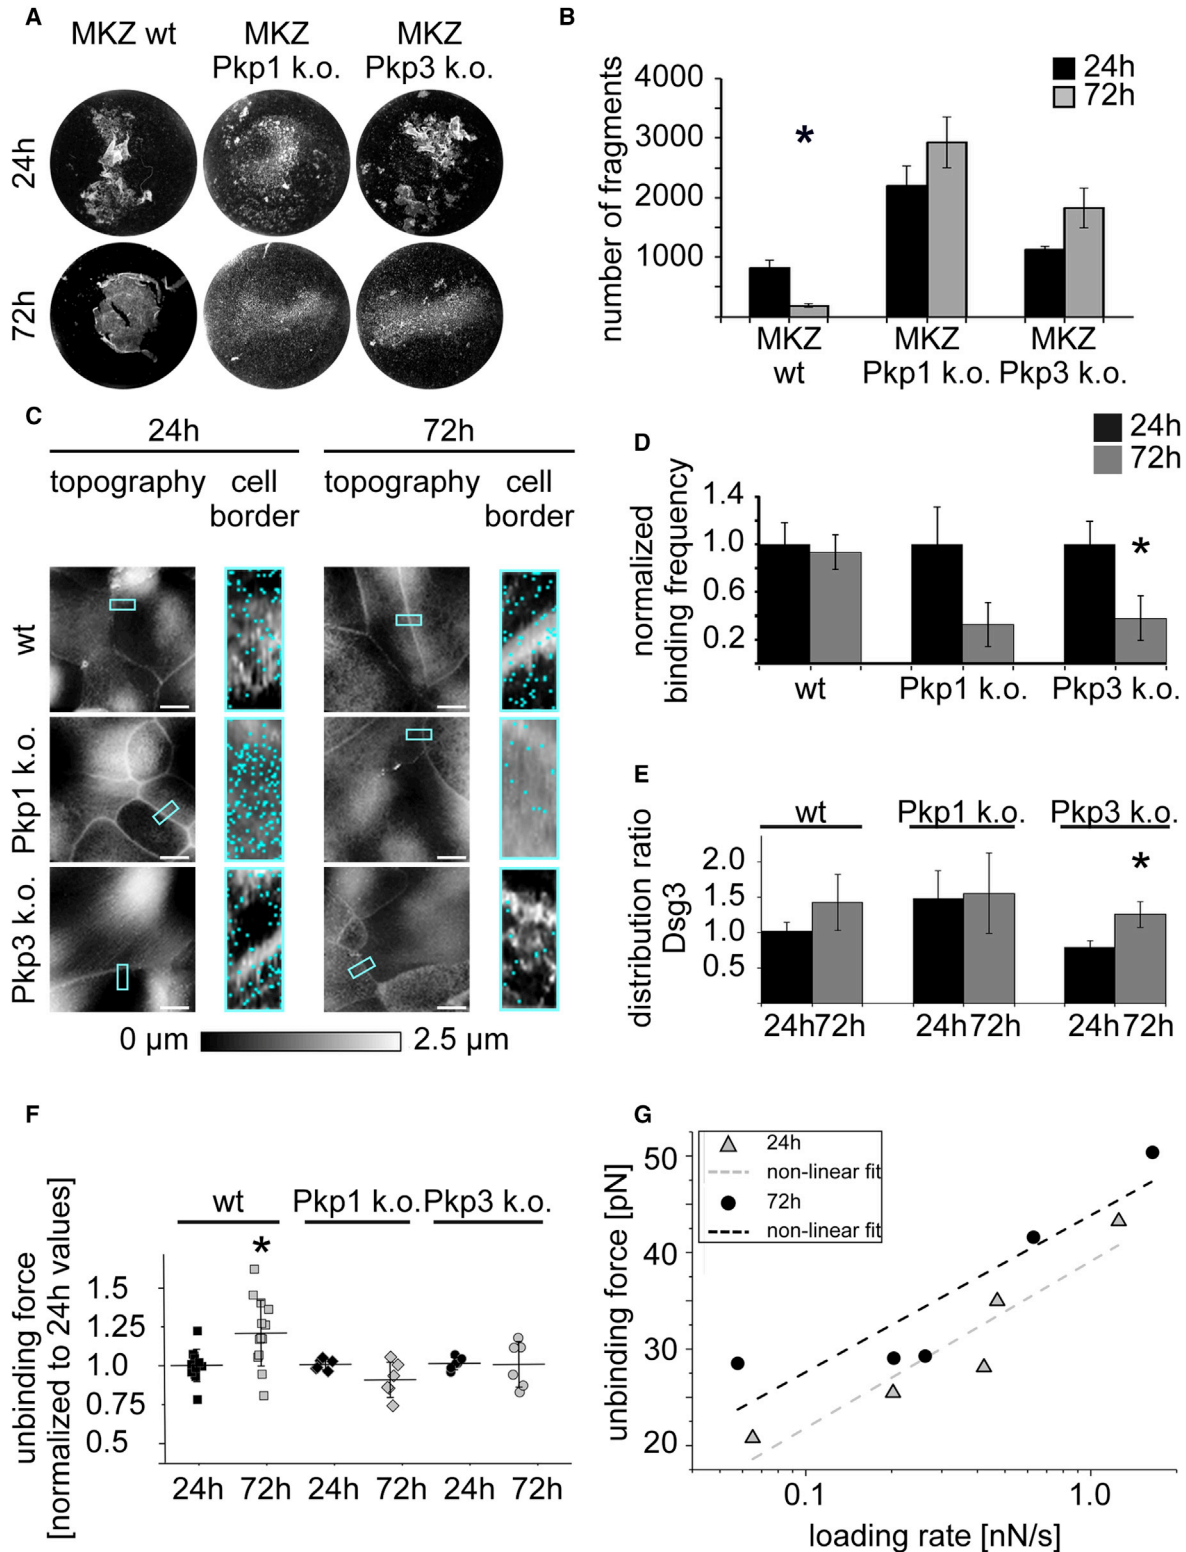 A
MKZ wt
MKZ
Pkp1 k.o.
MKZ
Pkp3 k.o.
24h
72h
B
24h
72h
number of fragments
4000
3000
2000
1000
*
MKZ
wt
MKZ
Pkp1 k.o.
MKZ
Pkp3 k.o.
C
24h
72h
topography
cell
border
topography
cell
border
wt
Pkp1 k.o.
Pkp3 k.o.
0 µm
2.5 µm
D
24h
72h
normalized
binding frequency
1.4
1.0
0.6
0.2
*
wt
Pkp1 k.o.
Pkp3 k.o.
E
wt
Pkp1 k.o.
Pkp3 k.o.
distribution ratio
Dsg3
2.0
1.5
1.0
0.5
*
24h 72h
24h 72h
24h 72h
F
wt
Pkp1 k.o.
Pkp3 k.o.
*
unbinding force
[normalized to 24h values]
1.5
1.25
1.0
0.75
0.5
24h
72h
24h
72h
24h
72h
G
24h
non-linear fit
72h
non-linear fit
unbinding force [pN]
50
40
30
20
0.1
1.0
loading rate [nN/s]